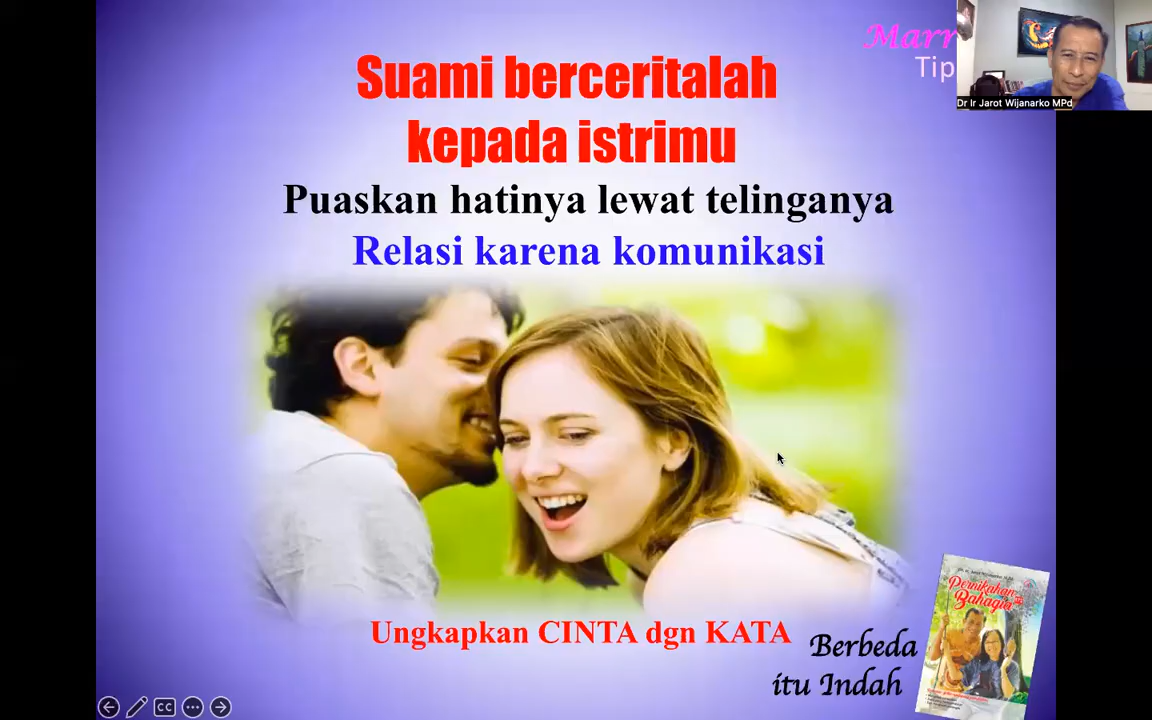 Marr
Tip
Dr Ir Jarot Wijanarko MPd
Suami berceritalah
kepada istrimu
Puaskan hatinya lewat telinganya
Relasi karena komunikasi
Ungkapkan CINTA dgn KATA
Berbeda
itu Indah
Pernikahan
Bahagia
CC